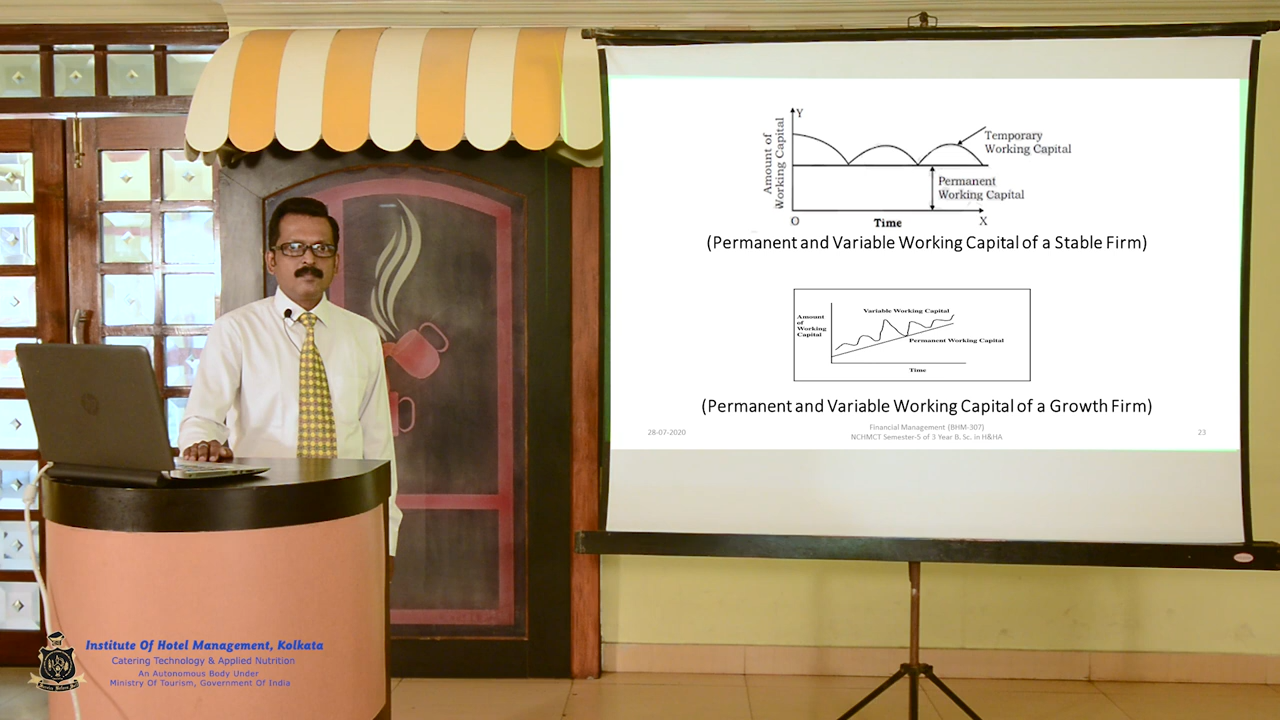 Y
Amount of
Working Capital
Temporary
Working Capital
Permanent
Working Capital
O
Time
X
(Permanent and Variable Working Capital of a Stable Firm)
Variable Working Capital
Amount
of
Working
Capital
Permanent Working Capital
Time
(Permanent and Variable Working Capital of a Growth Firm)
28-07-2020
Financial Management (BHM-307)
NCHMCT Semester-5 of 3 Year B. Sc. in H&HA
23
Institute Of Hotel Management, Kolkata
Catering Technology & Applied Nutrition
An Autonomous Body Under
Ministry Of Tourism, Government Of India